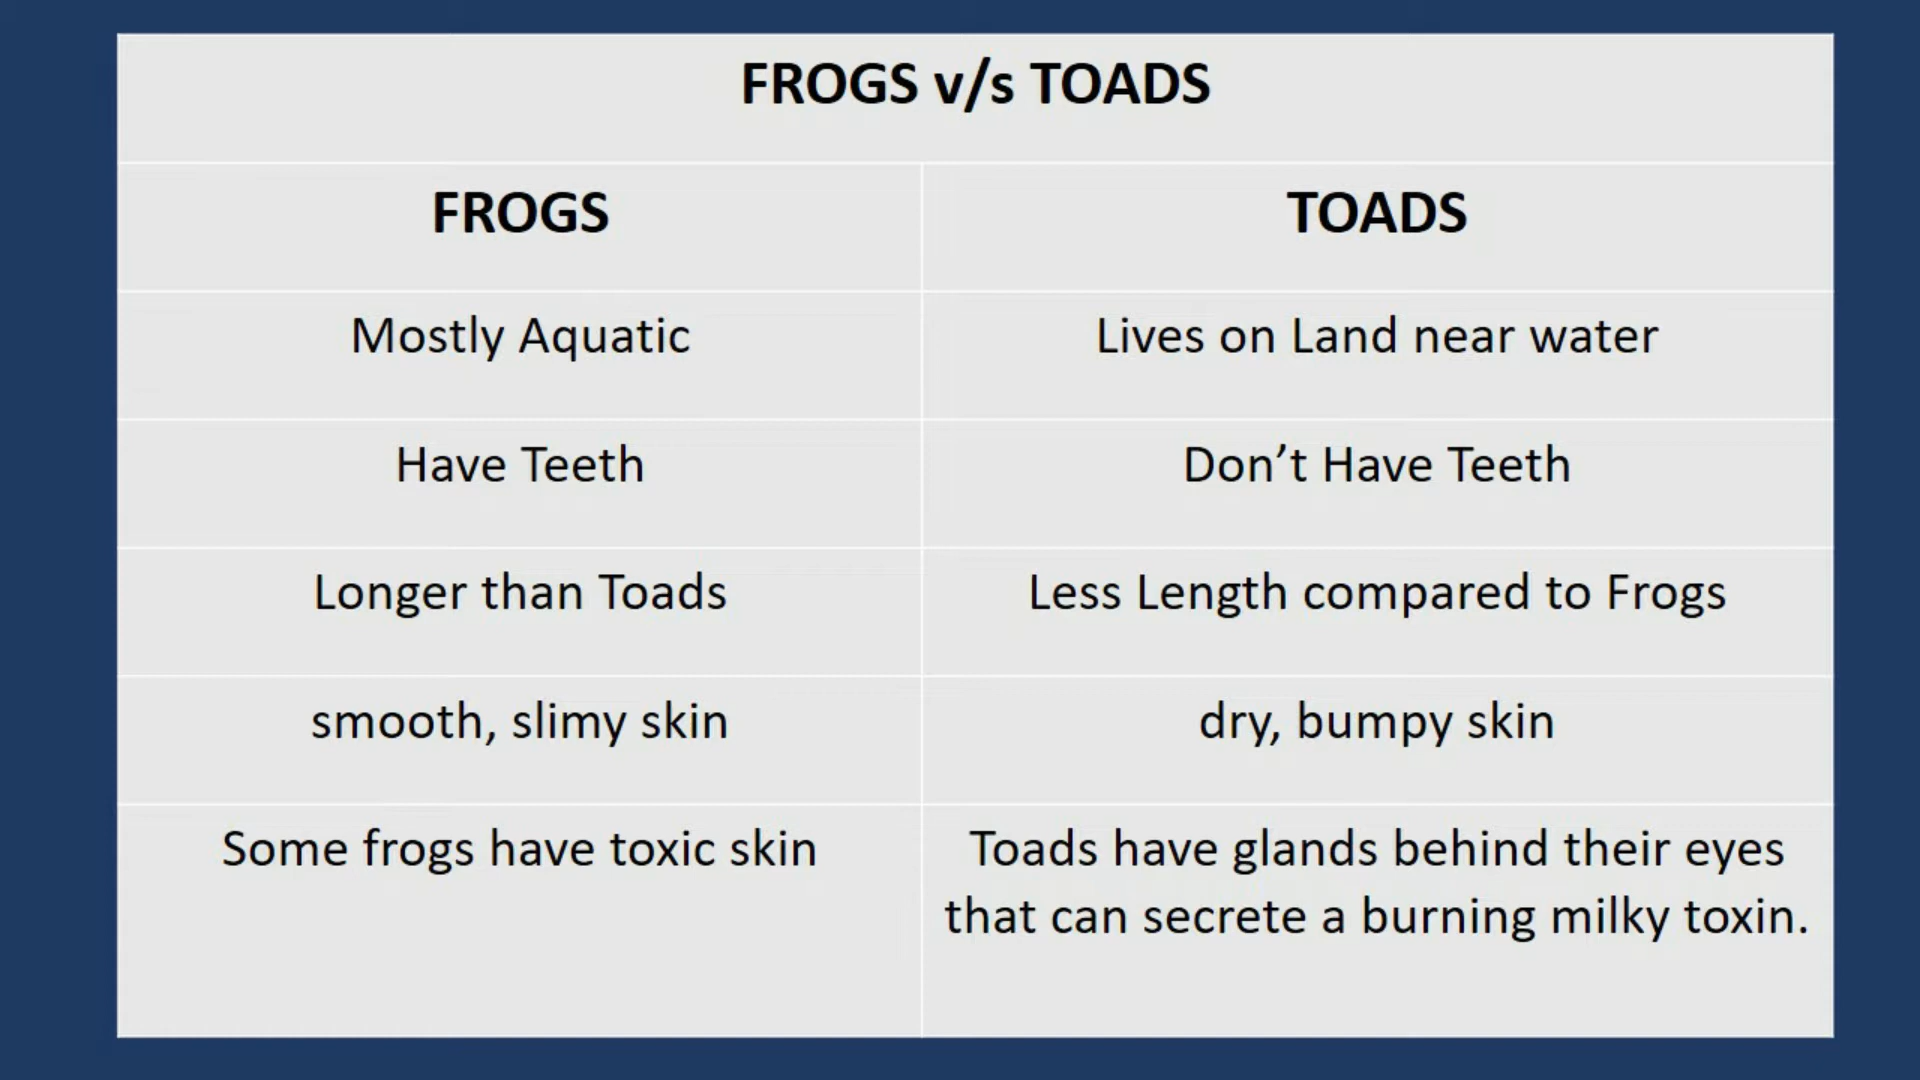 FROGS v/s TOADS
FROGS
TOADS
Mostly Aquatic
Lives on Land near water
Have Teeth
Don’t Have Teeth
Longer than Toads
Less Length compared to Frogs
smooth, slimy skin
dry, bumpy skin
Some frogs have toxic skin
Toads have glands behind their eyes
that can secrete a burning milky toxin.